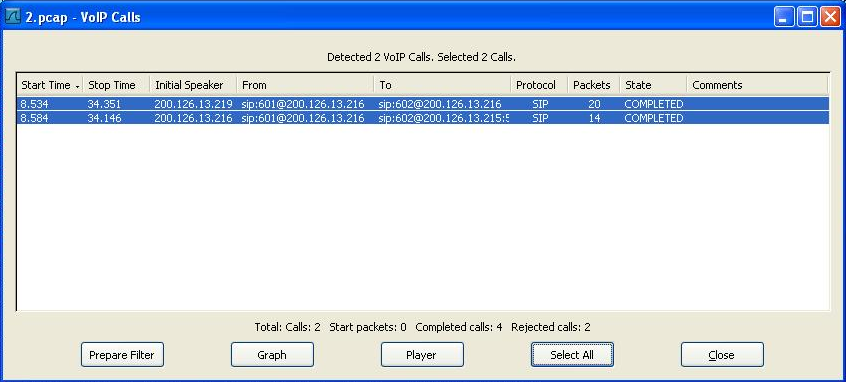 2.pcap - VoIP Calls
Detected 2 VoIP Calls. Selected 2 Calls.
Start Time Stop Time Initial Speaker From To Protocol Packets State Comments
8.534 34.351 200.126.13.219 sip:601@200.126.13.216 sip:602@200.126.13.216 SIP 20 COMPLETED
8.584 34.146 200.126.13.216 sip:601@200.126.13.216 sip:602@200.126.13.215:5 SIP 14 COMPLETED
Total: Calls: 2 Start packets: 0 Completed calls: 4 Rejected calls: 2
Prepare Filter Graph Player Select All Close